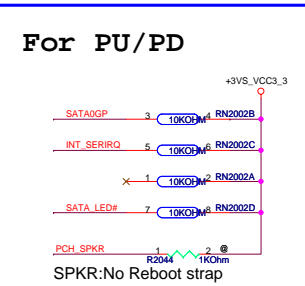 For PU/PD
+3VS_VCC3_3
SATA0GP 3 10KOHM 4 RN2002B
INT_SERIRQ 5 10KOHM 6 RN2002C
1 10KOHM 2 RN2002A
SATA_LED# 7 10KOHM 8 RN2002D
PCH_SPKR 1 2 @
R2044 1KOhm
SPKR:No Reboot strap